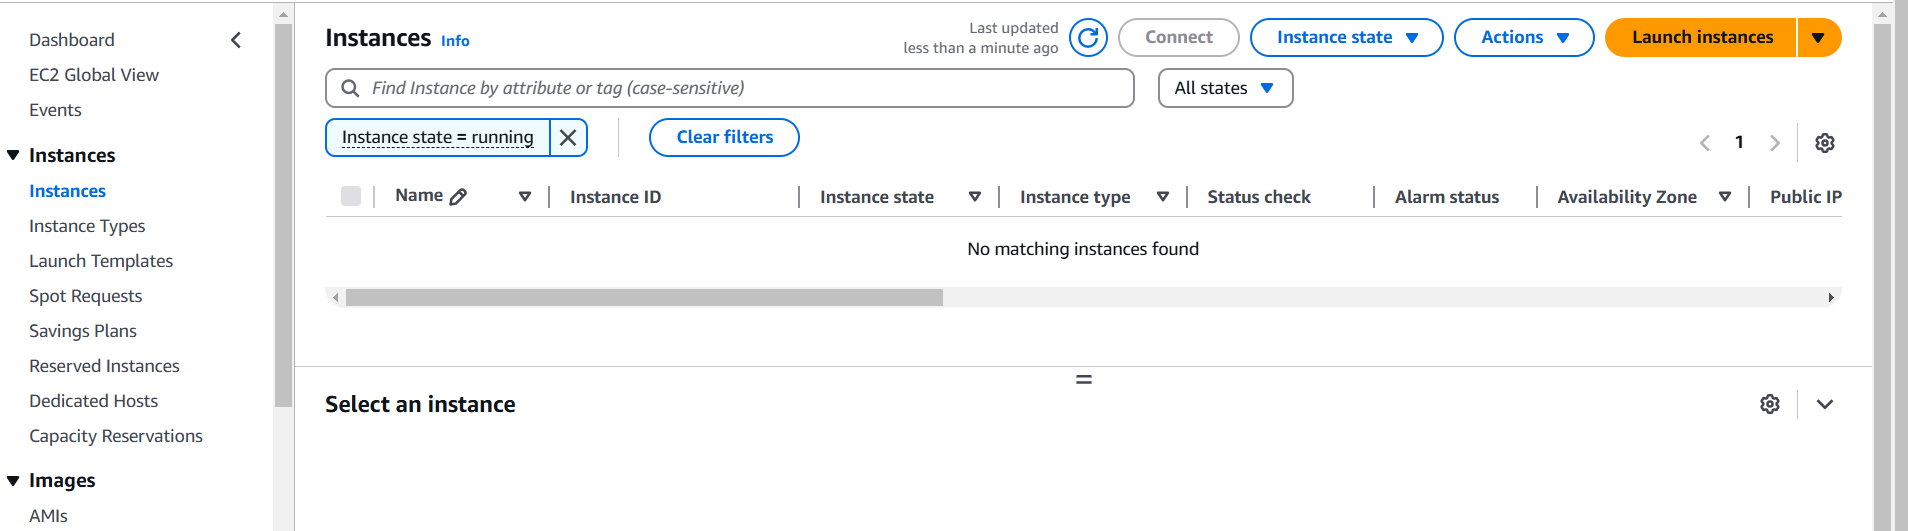 Dashboard
EC2 Global View
Events
Instances
Instances
Instance Types
Launch Templates
Spot Requests
Savings Plans
Reserved Instances
Dedicated Hosts
Capacity Reservations
Images
AMIs
Instances Info
Last updated
less than a minute ago
Connect
Instance state
Actions
Launch instances
Find Instance by attribute or tag (case-sensitive)
All states
Instance state = running
Clear filters
1
Name Instance ID Instance state Instance type Status check Alarm status Availability Zone Public IP
No matching instances found
Select an instance